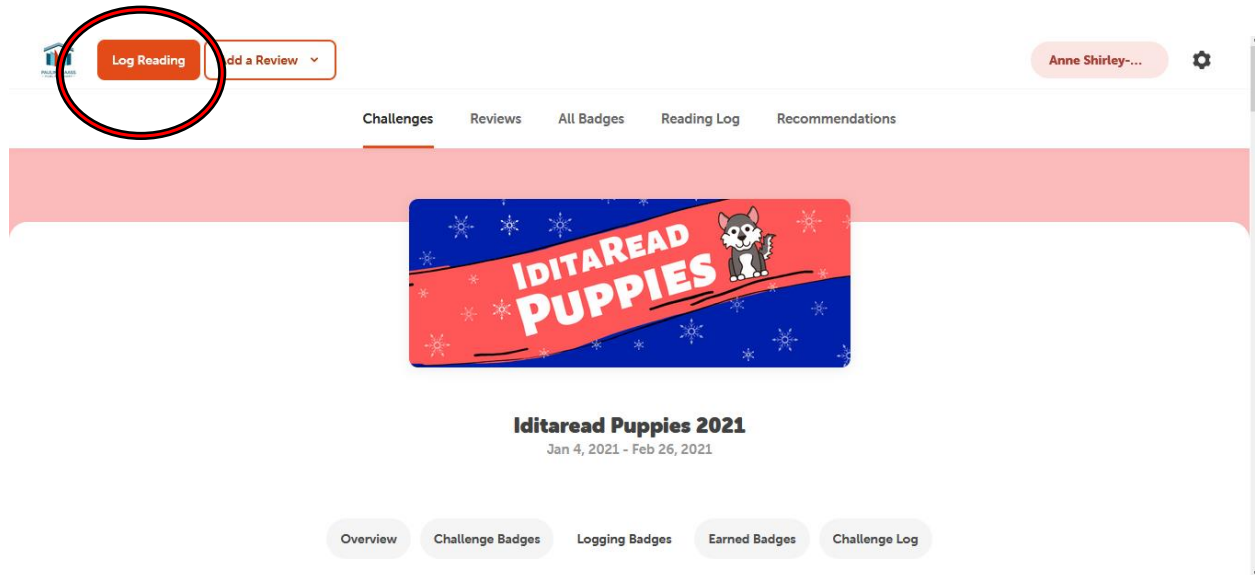 Log Reading
dd a Review
Anne Shirley-...
Challenges Reviews All Badges Reading Log Recommendations
IDITAREAD
PUPPIES
Iditaread Puppies 2021
Jan 4, 2021 - Feb 26, 2021
Overview Challenge Badges Logging Badges Earned Badges Challenge Log